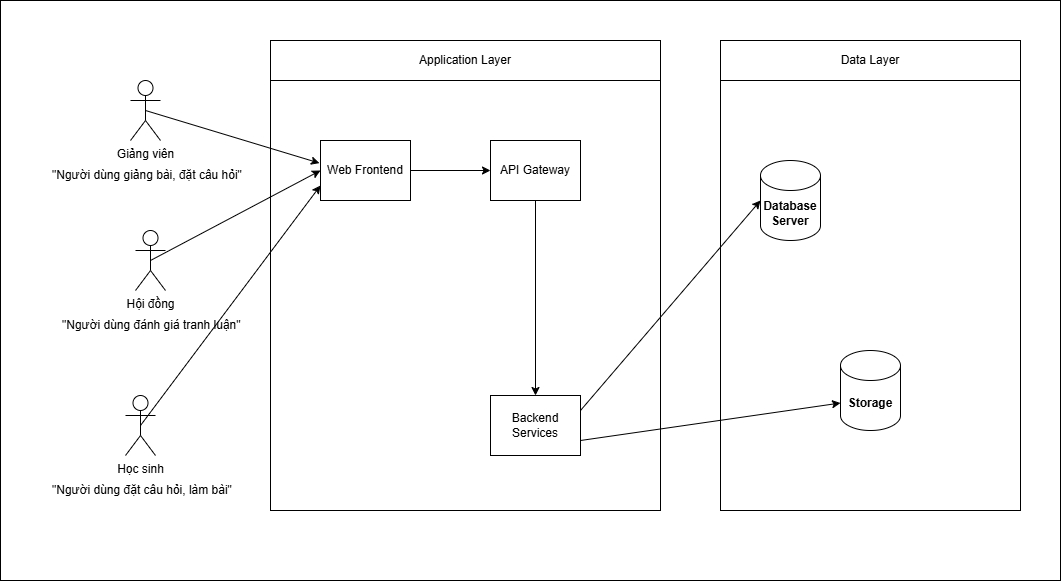 Application Layer
Data Layer
Giảng viên
"Người dùng giảng bài, đặt câu hỏi"
Web Frontend
API Gateway
Database
Server
Hội đồng
"Người dùng đánh giá tranh luận"
Storage
Backend
Services
Học sinh
"Người dùng đặt câu hỏi, làm bài"